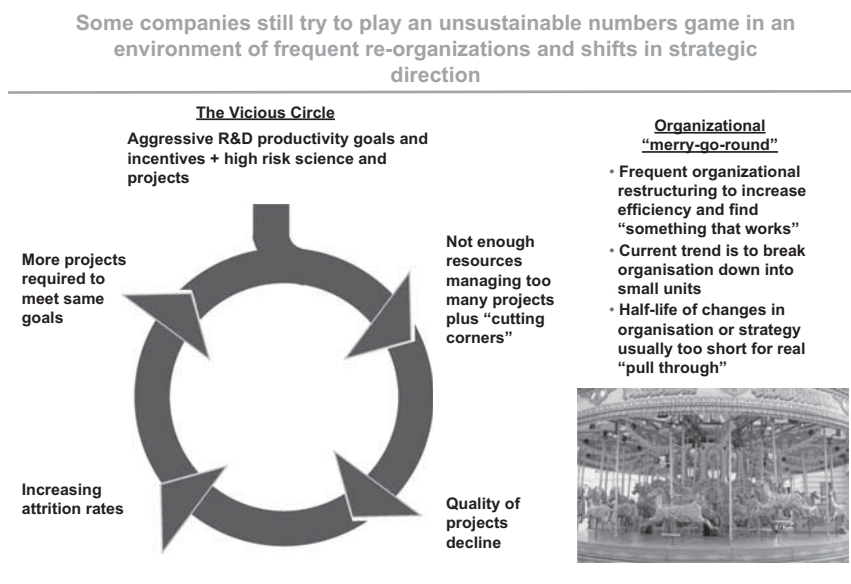 Some companies still try to play an unsustainable numbers game in an
environment of frequent re-organizations and shifts in strategic
direction
The Vicious Circle
Aggressive R&D productivity goals and
incentives + high risk science and
projects
More projects
required to
meet same
goals
Not enough
resources
managing too
many projects
plus “cutting
corners”
Increasing
attrition rates
Quality of
projects
decline
Organizational
“merry-go-round”
• Frequent organizational
restructuring to increase
efficiency and find
“something that works”
• Current trend is to break
organisation down into
small units
• Half-life of changes in
organisation or strategy
usually too short for real
“pull through”